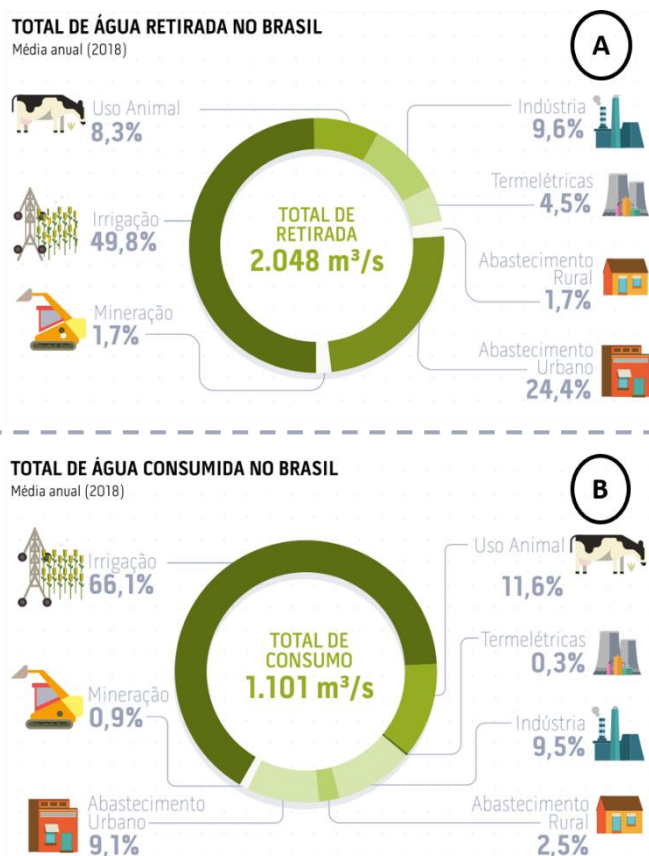 TOTAL DE ÁGUA RETIRADA NO BRASIL
Média anual (2018)
A
Uso Animal
8,3%
Indústria
9,6%
Irrigação
49,8%
Termelétricas
4,5%
TOTAL DE
RETIRADA
2.048 m³/s
Abastecimento
Rural
1,7%
Mineração
1,7%
Abastecimento
Urbano
24,4%
TOTAL DE ÁGUA CONSUMIDA NO BRASIL
Média anual (2018)
B
Irrigação
66,1%
Uso Animal
11,6%
Termelétricas
0,3%
TOTAL DE
CONSUMO
1.101 m³/s
Mineração
0,9%
Indústria
9,5%
Abastecimento
Urbano
9,1%
Abastecimento
Rural
2,5%